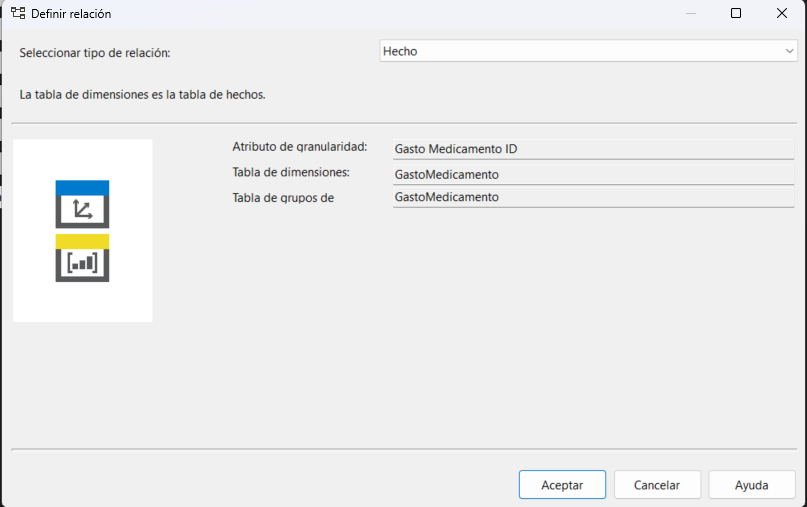 Definir relación
Seleccionar tipo de relación: Hecho
La tabla de dimensiones es la tabla de hechos.
Atributo de granularidad: Gasto Medicamento ID
Tabla de dimensiones: GastoMedicamento
Tabla de grupos de GastoMedicamento
Aceptar Cancelar Ayuda